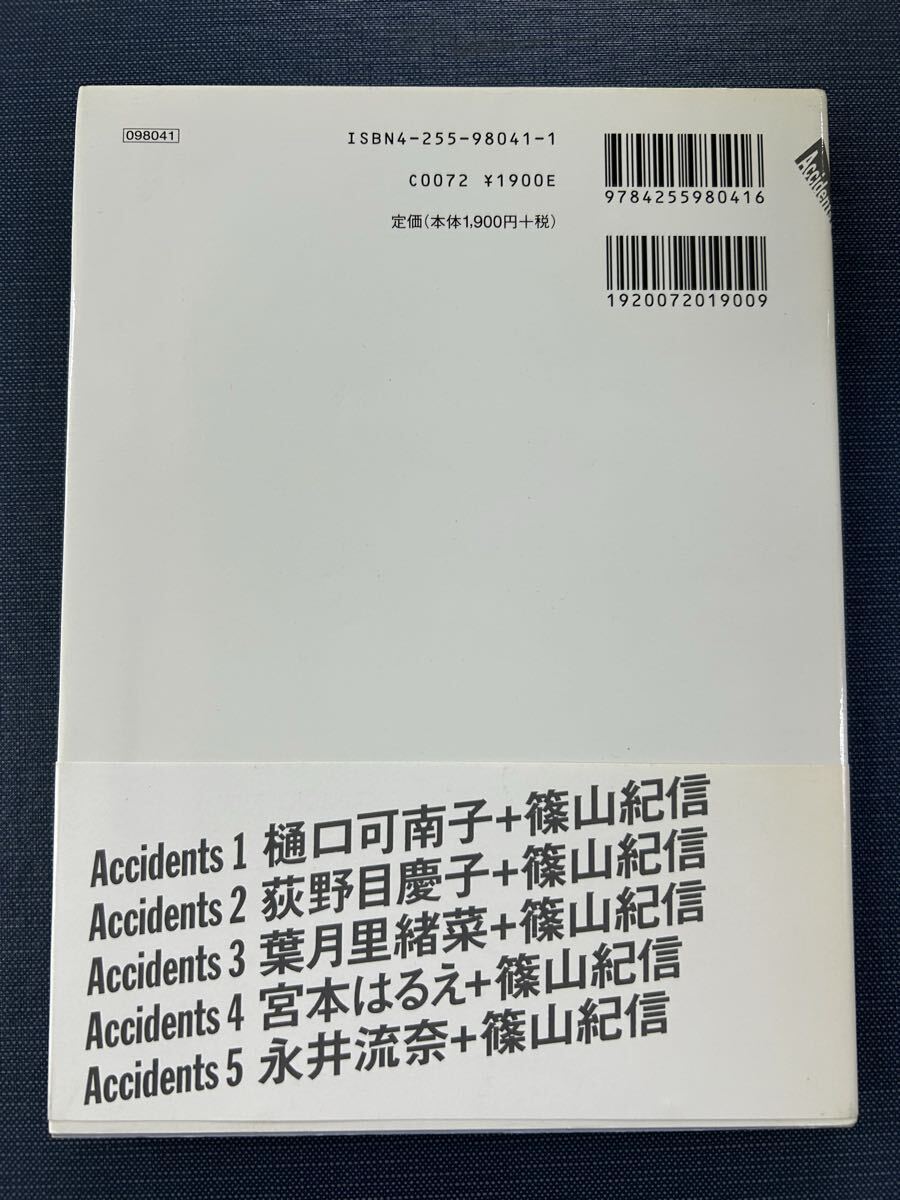 098041
ISBN4-255-98041-1
C0072 ¥1900E
定価(本体1,900円+税)
9784255980416
1920072019009
Accidents
Accidents 1 樋口可南子+篠山紀信
Accidents 2 荻野目慶子+篠山紀信
Accidents 3 葉月里緒菜+篠山紀信
Accidents 4 宮本はるえ+篠山紀信
Accidents 5 永井流奈+篠山紀信